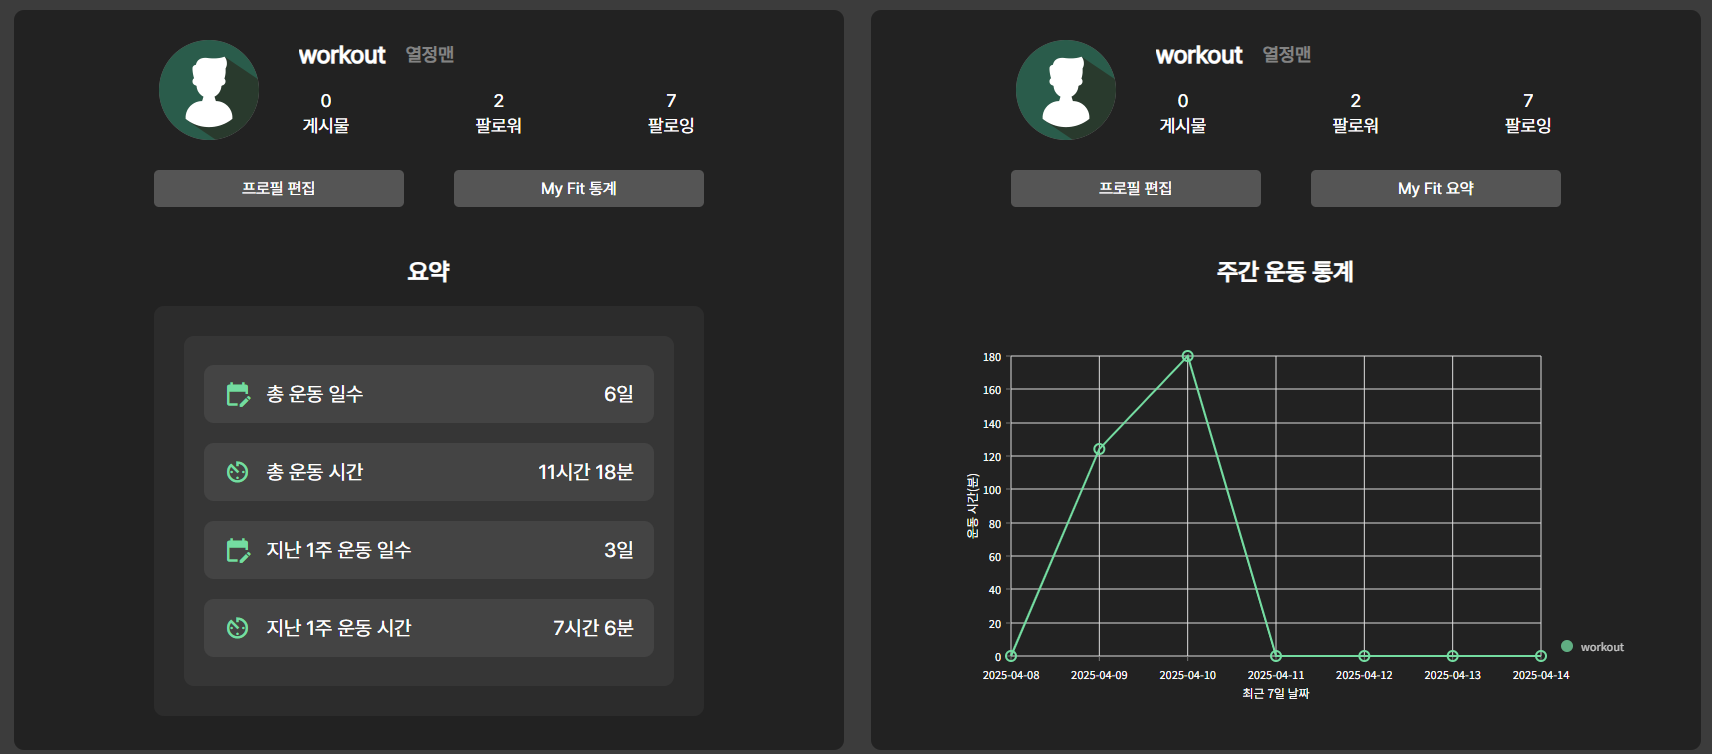 workout 열정맨
0 2 7
게시물 팔로워 팔로잉
프로필 편집 My Fit 통계
요약
총 운동 일수 6일
총 운동 시간 11시간 18분
지난 1주 운동 일수 3일
지난 1주 운동 시간 7시간 6분
workout 열정맨
0 2 7
게시물 팔로워 팔로잉
프로필 편집 My Fit 요약
주간 운동 통계
180
160
140
120
100
80
60
40
20
0
운동 시간(분)
2025-04-08 2025-04-09 2025-04-10 2025-04-11 2025-04-12 2025-04-13 2025-04-14
최근 7일 날짜
workout